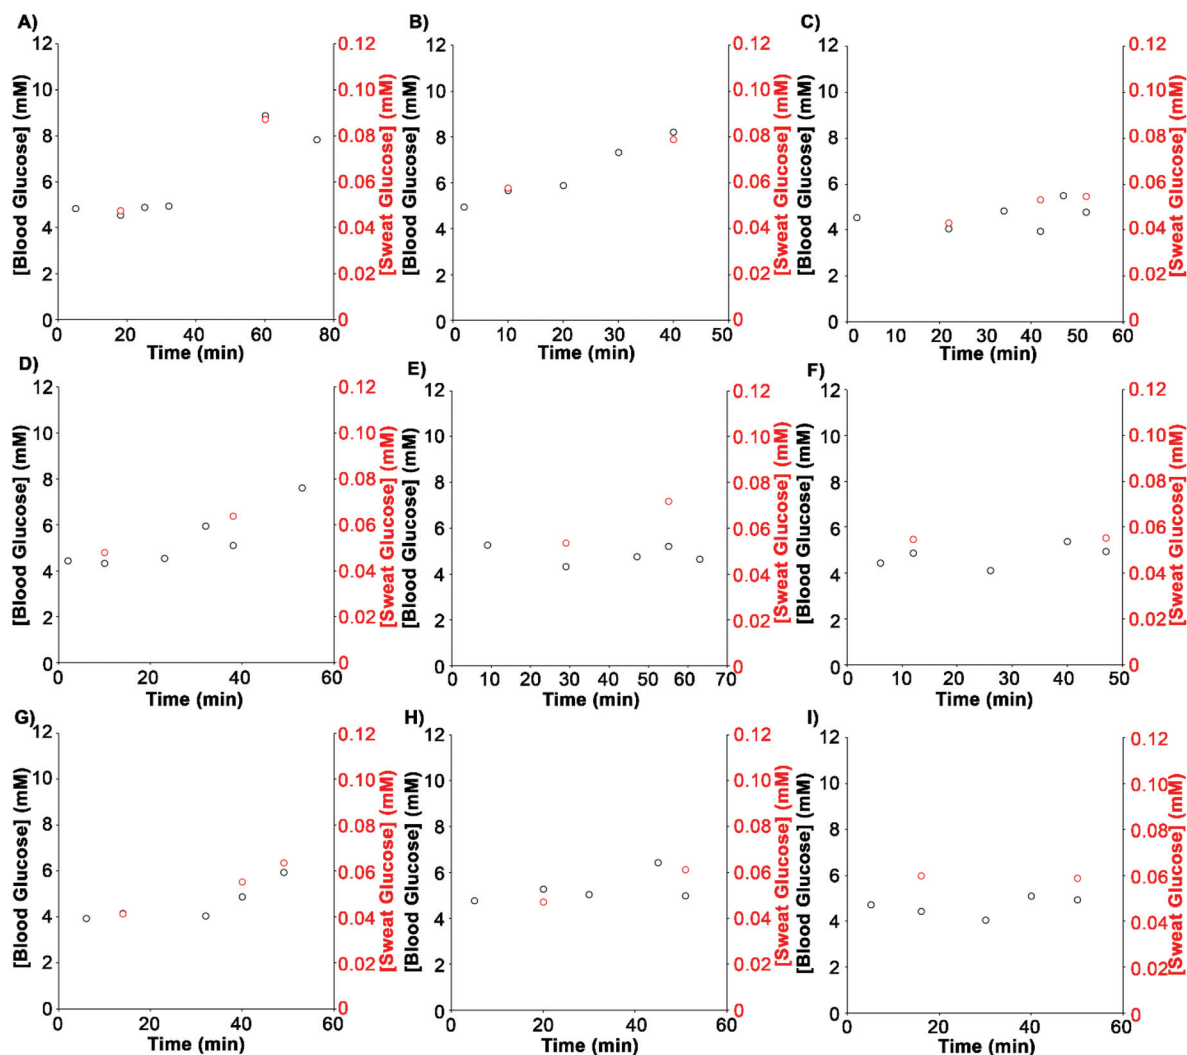 A)
[Blood Glucose] (mM)
12
10
8
6
4
2
0
0 20 40 60 80
Time (min)
0.12
0.10
0.08
0.06
0.04
0.02
0
[Sweat Glucose] (mM)
B)
[Blood Glucose] (mM)
12
10
8
6
4
2
0
0 10 20 30 40 50
Time (min)
0.12
0.10
0.08
0.06
0.04
0.02
0
[Sweat Glucose] (mM)
C)
[Blood Glucose] (mM)
12
10
8
6
4
2
0
0 10 20 30 40 50 60
Time (min)
0.12
0.10
0.08
0.06
0.04
0.02
0
[Sweat Glucose] (mM)
D)
[Blood Glucose] (mM)
12
10
8
6
4
2
0
0 20 40 60
Time (min)
0.12
0.10
0.08
0.06
0.04
0.02
0
[Sweat Glucose] (mM)
E)
[Blood Glucose] (mM)
12
10
8
6
4
2
0
0 10 20 30 40 50 60 70
Time (min)
0.12
0.10
0.08
0.06
0.04
0.02
0
[Sweat Glucose] (mM)
F)
[Blood Glucose] (mM)
12
10
8
6
4
2
0
0 10 20 30 40 50
Time (min)
0.12
0.10
0.08
0.06
0.04
0.02
0
[Sweat Glucose] (mM)
G)
[Blood Glucose] (mM)
12
10
8
6
4
2
0
0 20 40 60
Time (min)
0.12
0.10
0.08
0.06
0.04
0.02
0
[Sweat Glucose] (mM)
H)
[Blood Glucose] (mM)
12
10
8
6
4
2
0
0 20 40 60
Time (min)
0.12
0.10
0.08
0.06
0.04
0.02
0
[Sweat Glucose] (mM)
I)
[Blood Glucose] (mM)
12
10
8
6
4
2
0
0 20 40 60
Time (min)
0.12
0.10
0.08
0.06
0.04
0.02
0
[Sweat Glucose] (mM)